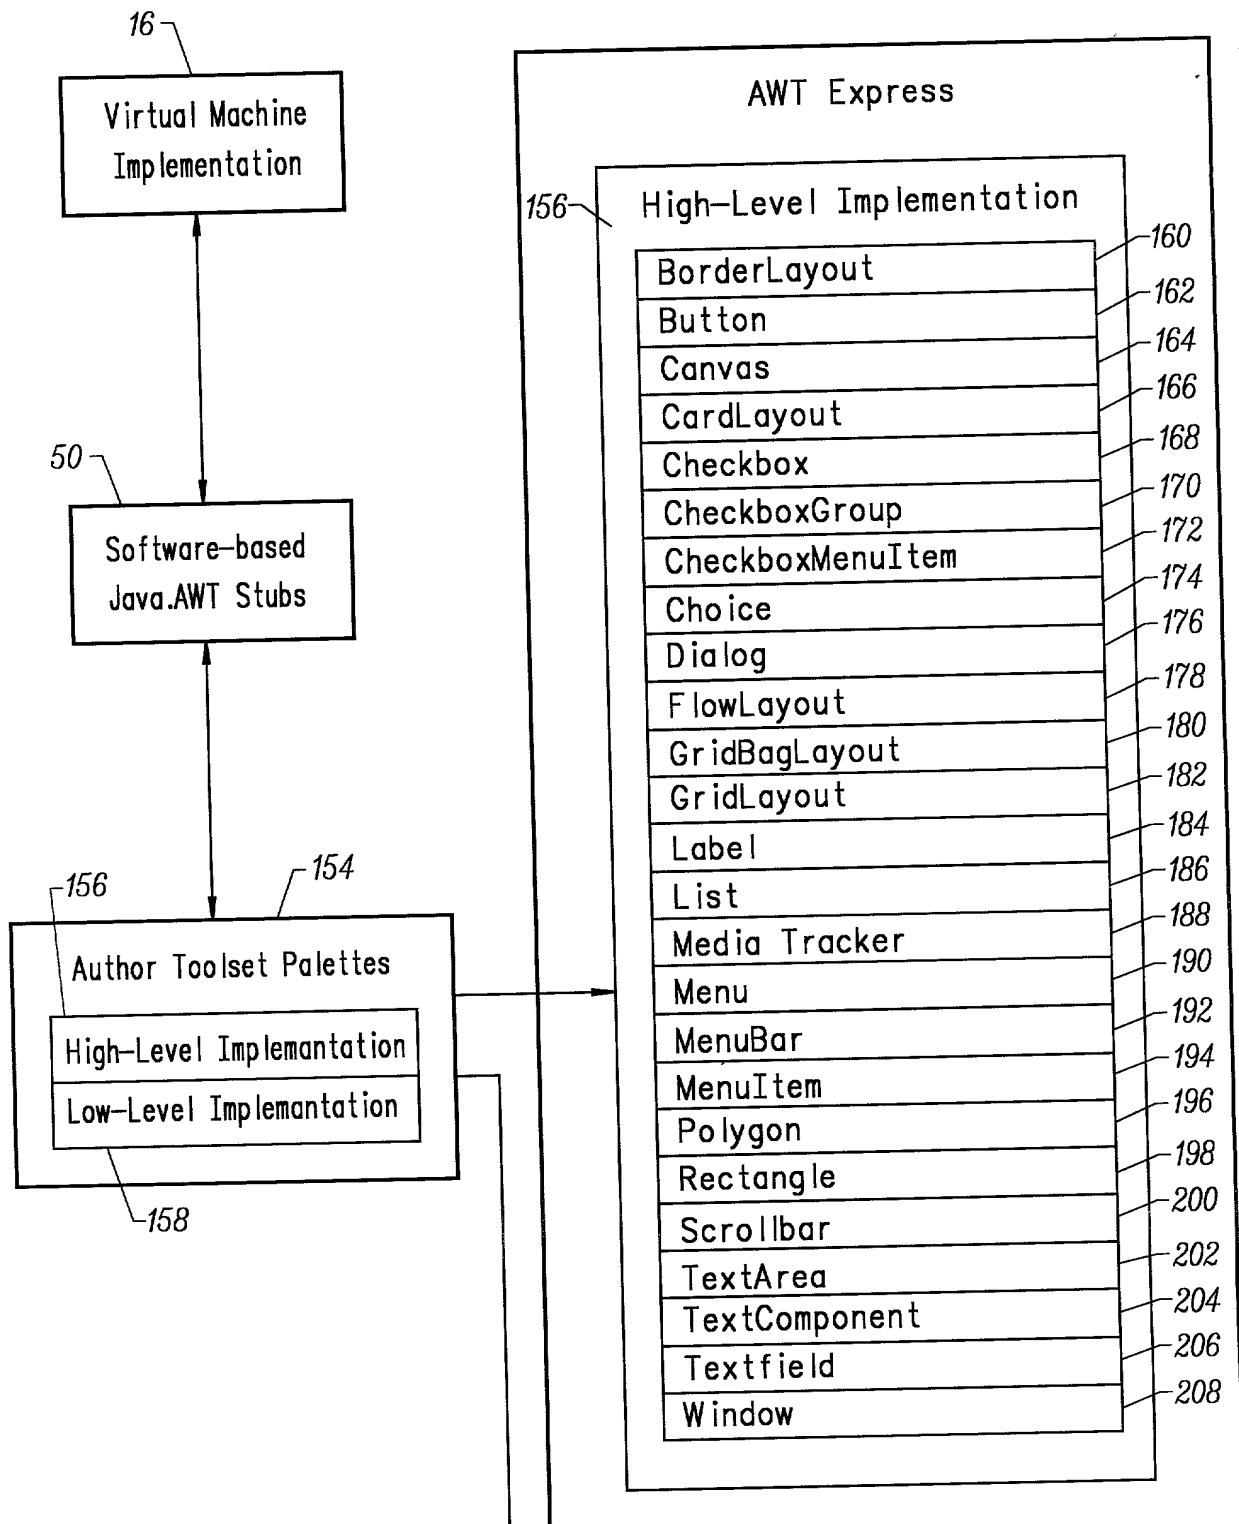 16
Virtual Machine
Implementation
50
Software-based
Java.AWT Stubs
154
156
Author Toolset Palettes
High-Level Implemantation
Low-Level Implemantation
158
AWT Express
156
High-Level Implementation
BorderLayout
160
Button
162
Canvas
164
CardLayout
166
Checkbox
168
CheckboxGroup
170
CheckboxMenuItem
172
Choice
174
Dialog
176
FlowLayout
178
GridBagLayout
180
GridLayout
182
Label
184
List
186
Media Tracker
188
Menu
190
MenuBar
192
MenuItem
194
Polygon
196
Rectangle
198
Scrollbar
200
TextArea
202
TextComponent
204
Textfield
206
Window
208